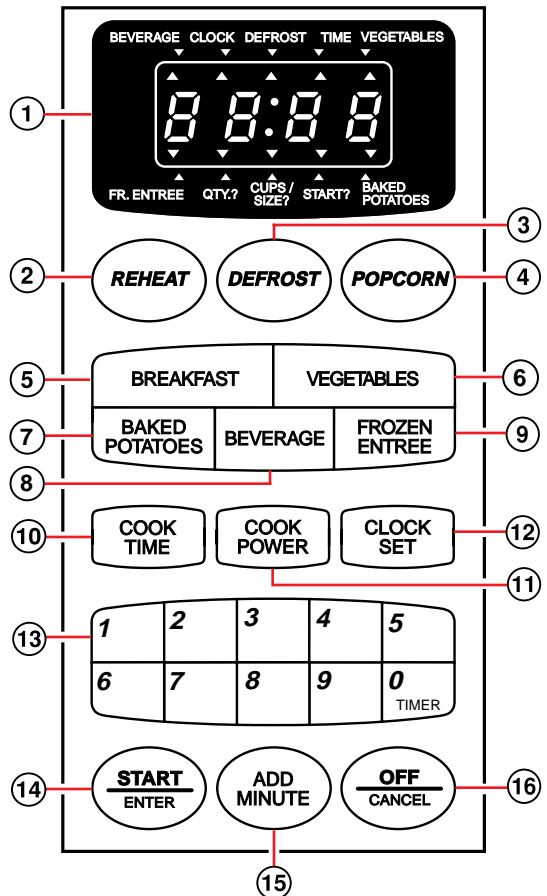 BEVERAGE CLOCK DEFROST TIME VEGETABLES
88:88
FR. ENTREE QTY.? CUPS / SIZE? START? BAKED POTATOES
1
3
2 REHEAT DEFROST POPCORN 4
5 BREAKFAST VEGETABLES 6
7 BAKED POTATOES BEVERAGE FROZEN ENTREE 9
8
10 COOK TIME COOK POWER CLOCK SET 12
11
13 1 2 3 4 5
6 7 8 9 0
TIMER
14 START ENTER ADD MINUTE OFF CANCEL 16
15